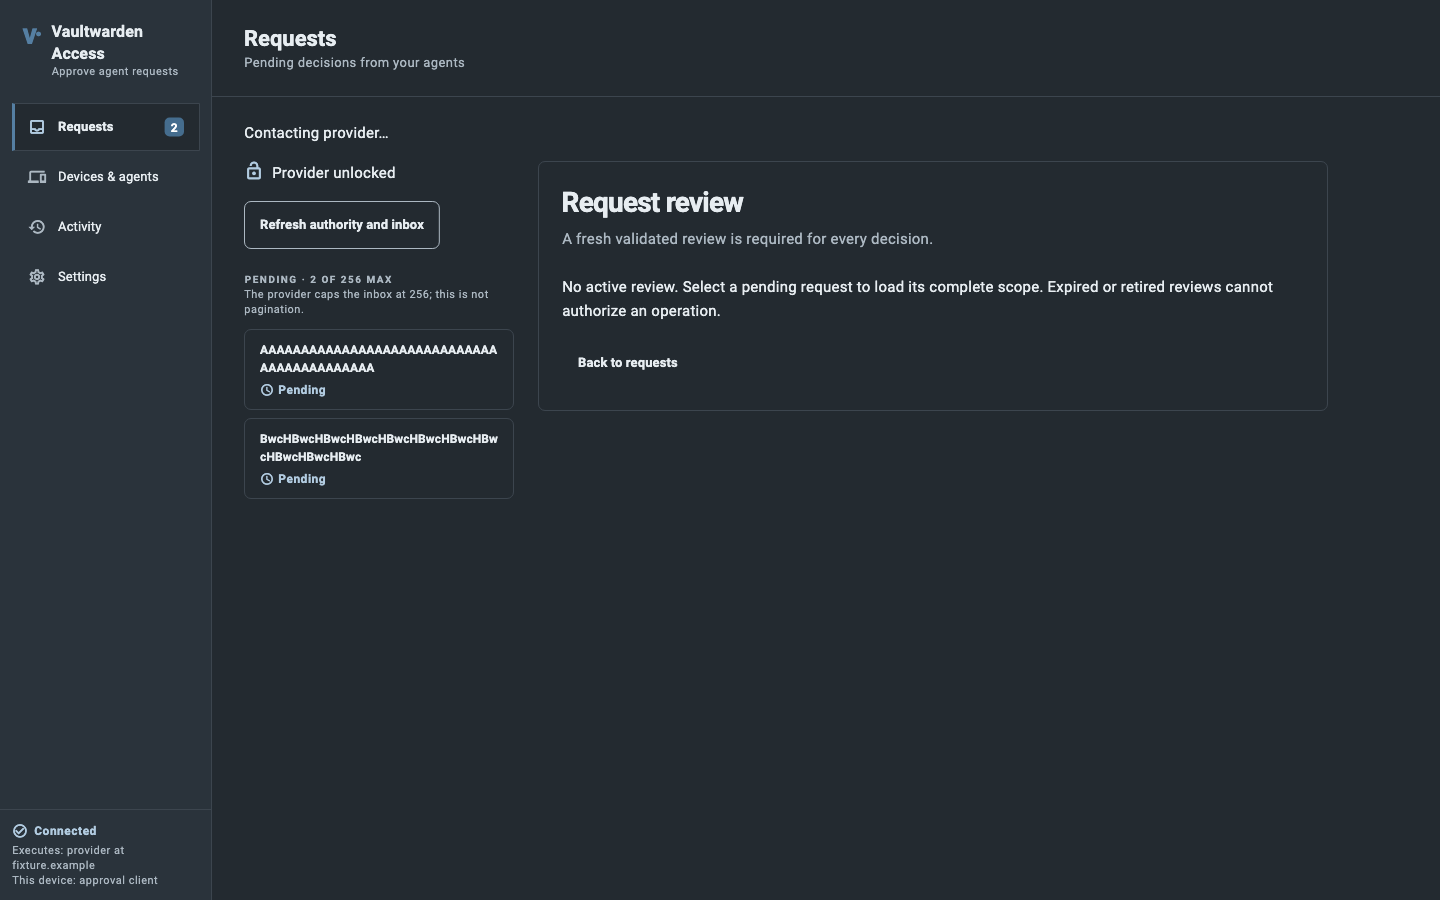 Vaultwarden
Access
Approve agent requests
Requests
2
Devices & agents
Activity
Settings
Connected
Executes: provider at
fixture.example
This device: approval client
Requests
Pending decisions from your agents
Contacting provider…
Provider unlocked
Refresh authority and inbox
PENDING · 2 OF 256 MAX
The provider caps the inbox at 256; this is not
pagination.
AAAAAAAAAAAAAAAAAAAAAAAAAAAAA
AAAAAAAAAAAAAA
Pending
BwcHBwcHBwcHBwcHBwcHBwcHBwcHBw
cHBwcHBwcHBwc
Pending
Request review
A fresh validated review is required for every decision.
No active review. Select a pending request to load its complete scope. Expired or retired reviews cannot
authorize an operation.
Back to requests